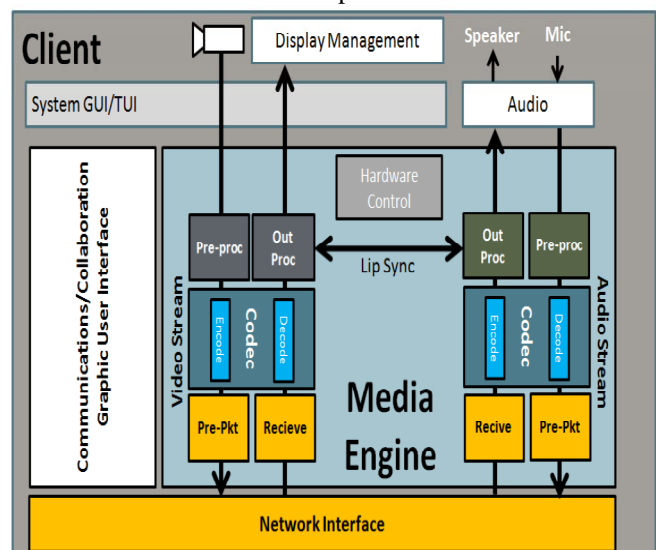 Client
Display Management
Speaker
Mic
System GUI/TUI
Audio
Communications/Collaboration
Graphic User Interface
Hardware
Control
Pre-proc
Out
Proc
Lip Sync
Out
Proc
Pre-proc
Video Stream
Encode
Codec
Decode
Encode
Codec
Decode
Audio Stream
Pre-Pkt
Recieve
Media
Engine
Recive
Pre-Pkt
Network Interface